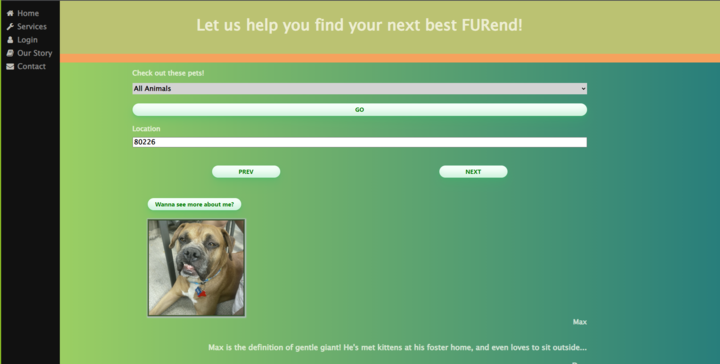 Home
Services
Login
Our Story
Contact
Let us help you find your next best FURend!
Check out these pets!
All Animals
GO
Location
80226
PREV
NEXT
Wanna see more about me?
Max
Max is the definition of gentle giant! He's met kittens at his foster home, and even loves to sit outside...